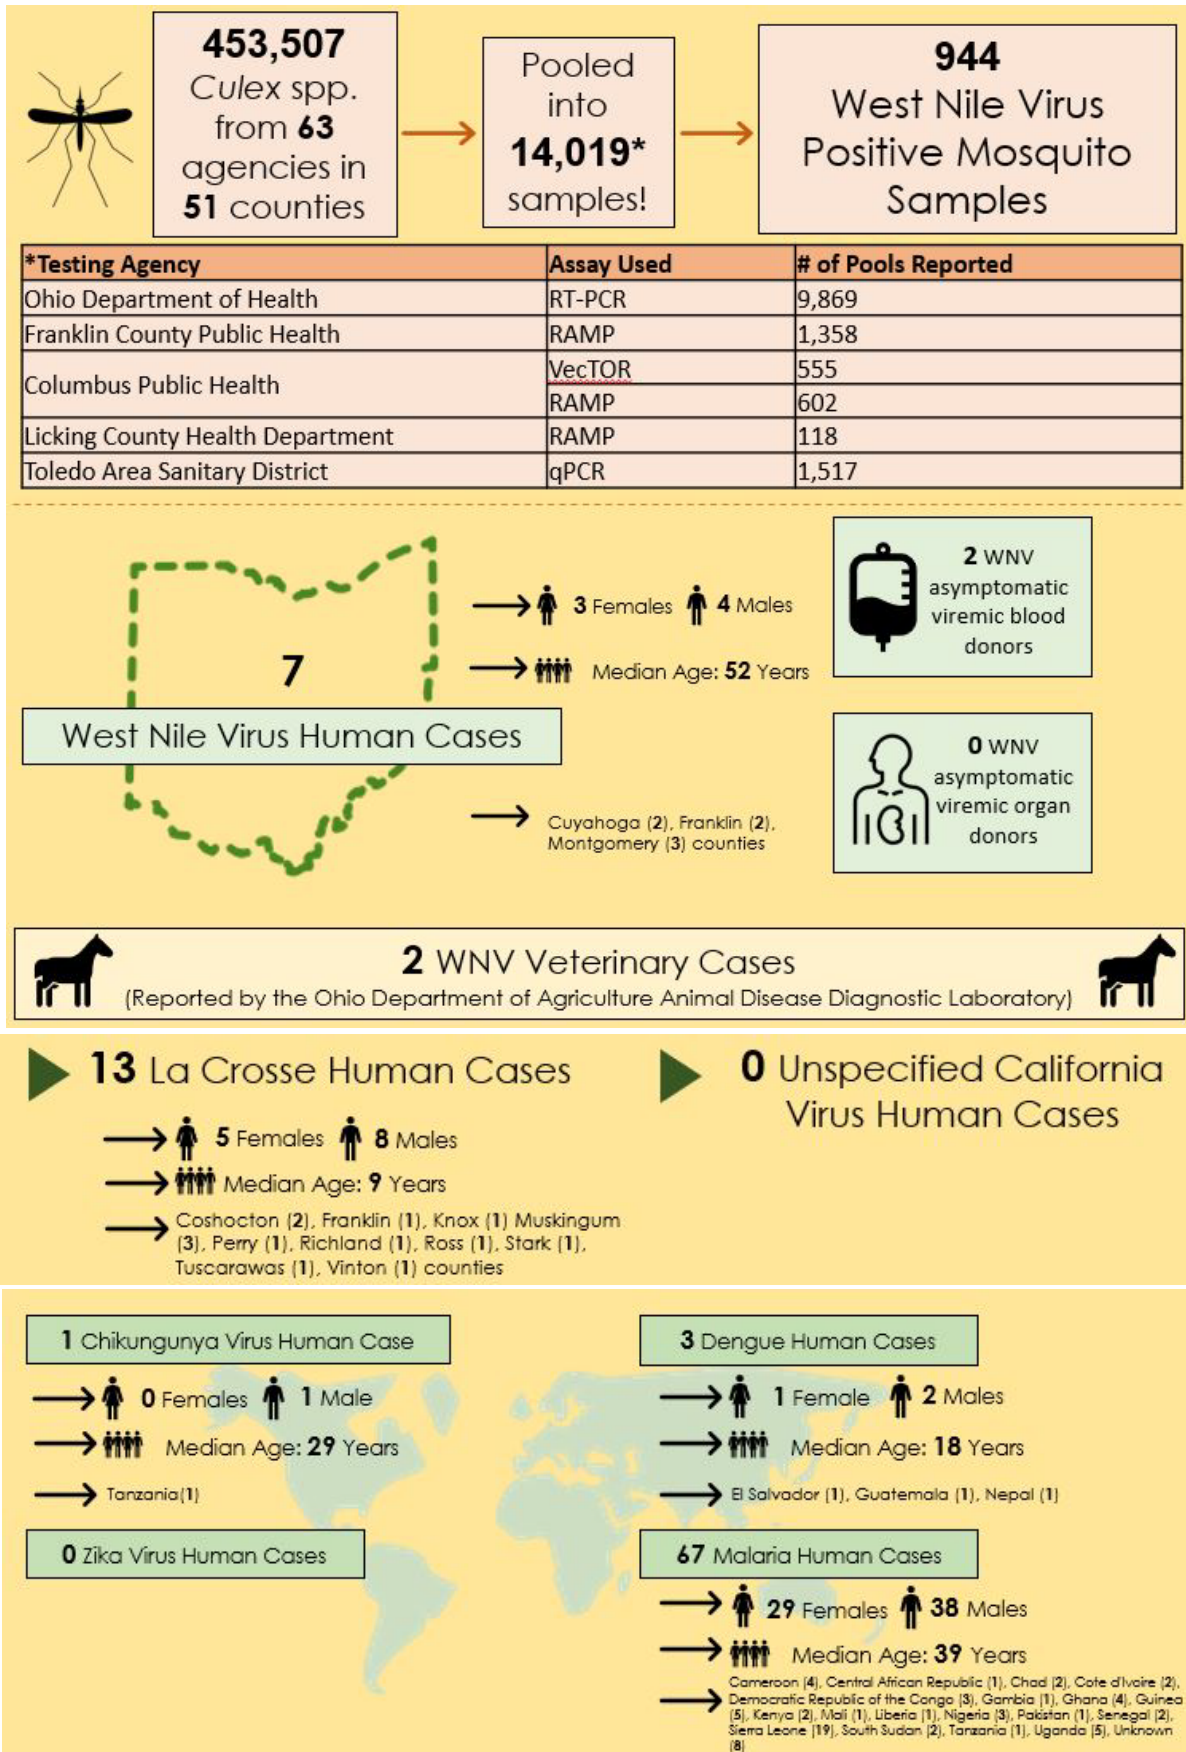 453,507
Culex spp.
from 63
agencies in
51 counties
Pooled
into
14,019*
samples!
944
West Nile Virus
Positive Mosquito
Samples
*Testing Agency Assay Used # of Pools Reported
Ohio Department of Health RT-PCR 9,869
Franklin County Public Health RAMP 1,358
Columbus Public Health VecTOR 555
RAMP 602
Licking County Health Department RAMP 118
Toledo Area Sanitary District qPCR 1,517
7
West Nile Virus Human Cases
3 Females 4 Males
Median Age: 52 Years
Cuyahoga (2), Franklin (2),
Montgomery (3) counties
2 WNV
asymptomatic
viremic blood
donors
0 WNV
asymptomatic
viremic organ
donors
2 WNV Veterinary Cases
(Reported by the Ohio Department of Agriculture Animal Disease Diagnostic Laboratory)
13 La Crosse Human Cases
5 Females 8 Males
Median Age: 9 Years
Coshocton (2), Franklin (1), Knox (1) Muskingum
(3), Perry (1), Richland (1), Ross (1), Stark (1),
Tuscarawas (1), Vinton (1) counties
0 Unspecified California
Virus Human Cases
1 Chikungunya Virus Human Case
0 Females 1 Male
Median Age: 29 Years
Tanzania(1)
0 Zika Virus Human Cases
3 Dengue Human Cases
1 Female 2 Males
Median Age: 18 Years
El Salvador (1), Guatemala (1), Nepal (1)
67 Malaria Human Cases
29 Females 38 Males
Median Age: 39 Years
Cameroon (4), Central African Republic (1), Chad (2), Cote d'Ivoire (2),
Democratic Republic of the Congo (3), Gambia (1), Ghana (4), Guinea
(5), Kenya (2), Mali (1), Liberia (1), Nigeria (3), Pakistan (1), Senegal (2),
Sierra Leone (19), South Sudan (2), Tanzania (1), Uganda (5), Unknown
(8)